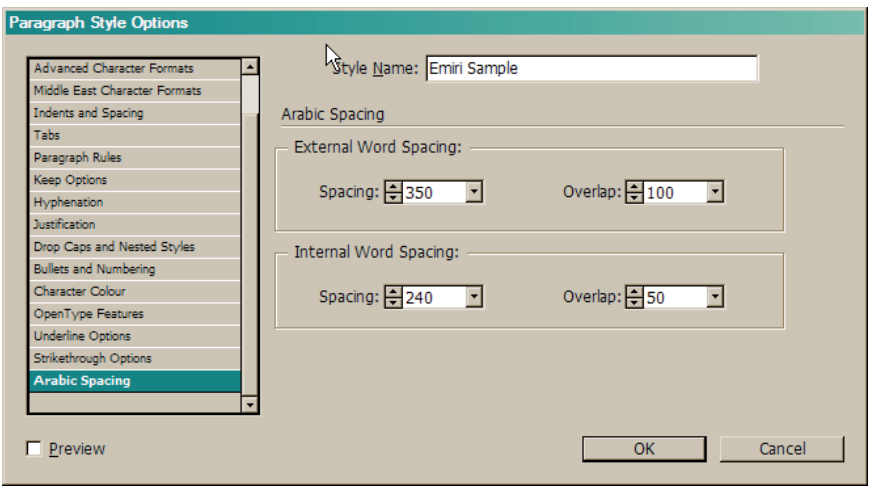 Paragraph Style Options
Style Name: Emiri Sample
Advanced Character Formats
Middle East Character Formats
Indents and Spacing
Tabs
Paragraph Rules
Keep Options
Hyphenation
Justification
Drop Caps and Nested Styles
Bullets and Numbering
Character Colour
OpenType Features
Underline Options
Strikethrough Options
Arabic Spacing
Arabic Spacing
External Word Spacing:
Spacing: 350 Overlap: 100
Internal Word Spacing:
Spacing: 240 Overlap: 50
Preview
OK Cancel